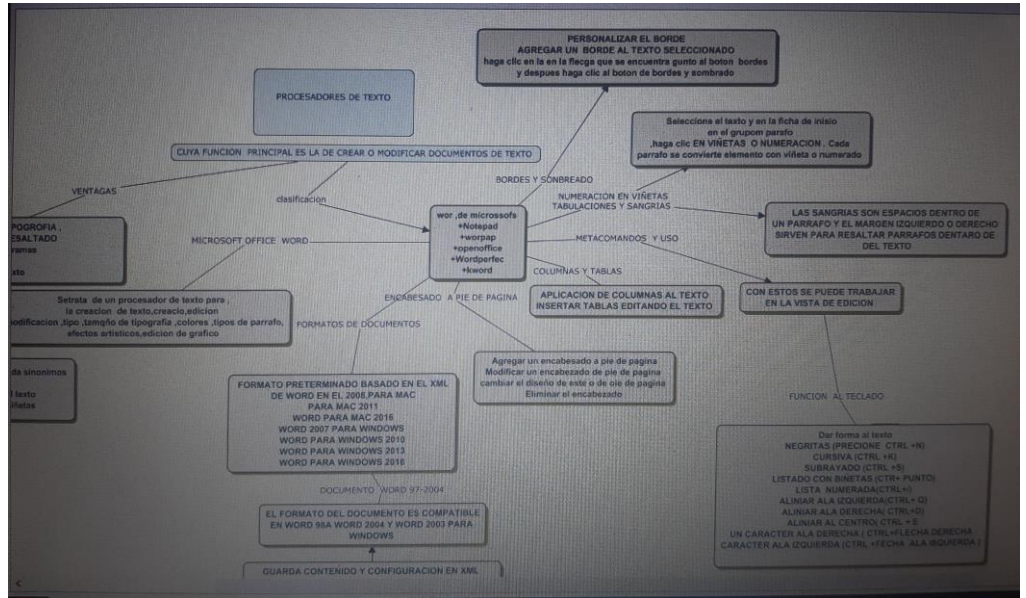 PERSONALIZAR EL BORDE
AGREGAR UN BORDE AL TEXTO SELECCIONADO
haga clic en la en la flecga que se encuentra gunto al boton bordes
y despues haga clic al boton de bordes y sombrado
PROCESADORES DE TEXTO
CUYA FUNCION PRINCIPAL ES LA DE CREAR O MODIFICAR DOCUMENTOS DE TEXTO
Seleccione el texto y en la ficha de inisio
en el grupom parafo
,haga clic EN VIÑETAS O NUMERACION . Cada
parrafo se convierte elemento con viñeta o numerado
VENTAGAS
clasificacion
BORDES Y SONBREADO
NUMERACION EN VIÑETAS
TABULACIONES Y SANGRIAS
POGROFIA ,
ESALTADO
ramas
xto
MICROSOFT OFFICE WORD
wor ,de microssofs
+Notepad
+worpap
+openoffice
+Wordperfec
+kword
LAS SANGRIAS SON ESPACIOS DENTRO DE
UN PARRAFO Y EL MARGEN IZQUIERDO O DERECHO
SIRVEN PARA RESALTAR PARRAFOS DENTARO DE
DEL TEXTO
METACOMANDOS Y USO
COLUMNAS Y TABLAS
ENCABESADO A PIE DE PAGINA
APLICACION DE COLUMNAS AL TEXTO
INSERTAR TABLAS EDITANDO EL TEXTO
CON ESTOS SE PUEDE TRABAJAR
EN LA VISTA DE EDICION
Setrata de un procesador de texto para ,
la creacion de texto,creacio,edicion
modificacion ,tipo ,tamqño de tipografia ,colores ,tipos de parrafo,
efectos artisticos,edicion de grafico
FORMATOS DE DOCUMENTOS
da sinonimos
l texto
iñetas
Agregar un encabesado a pie de pagina
Modificar un encabezado de pie de pagina
cambiar el diseño de este o de oie de pagina
Eliminar el encabezado
FORMATO PRETERMINADO BASADO EN EL XML
DE WORD EN EL 2008,PARA MAC
PARA MAC 2011
WORD PARA MAC 2016
WORD 2007 PARA WINDOWS
WORD PARA WINDOWS 2010
WORD PARA WINDOWS 2013
WORD PARA WINDOWS 2016
FUNCION AL TECLADO
Dar forma al texto
NEGRITAS (PRECIONE CTRL +N)
CURSIVA (CTRL +K)
SUBRAYADO (CTRL +S)
LISTADO CON BIÑETAS (CTR+ PUNTO)
LISTA NUMERADA(CTRL+/)
ALINIAR ALA IZQUIERDA(CTRL+ Q)
ALINIAR ALA DERECHA( CTRL+D)
ALINIAR AL CENTRO( CTRL + E
UN CARACTER ALA DERECHA ( CTRL+FLECHA DERECHA
CARACTER ALA IZQUIERDA (CTRL +FECHA ALA ISQUIERDA )
DOCUMENTO WORD 97-2004
EL FORMATO DEL DOCUMENTO ES COMPATIBLE
EN WORD 98A WORD 2004 Y WORD 2003 PARA
WINDOWS
GUARDA CONTENIDO Y CONFIGURACION EN XML